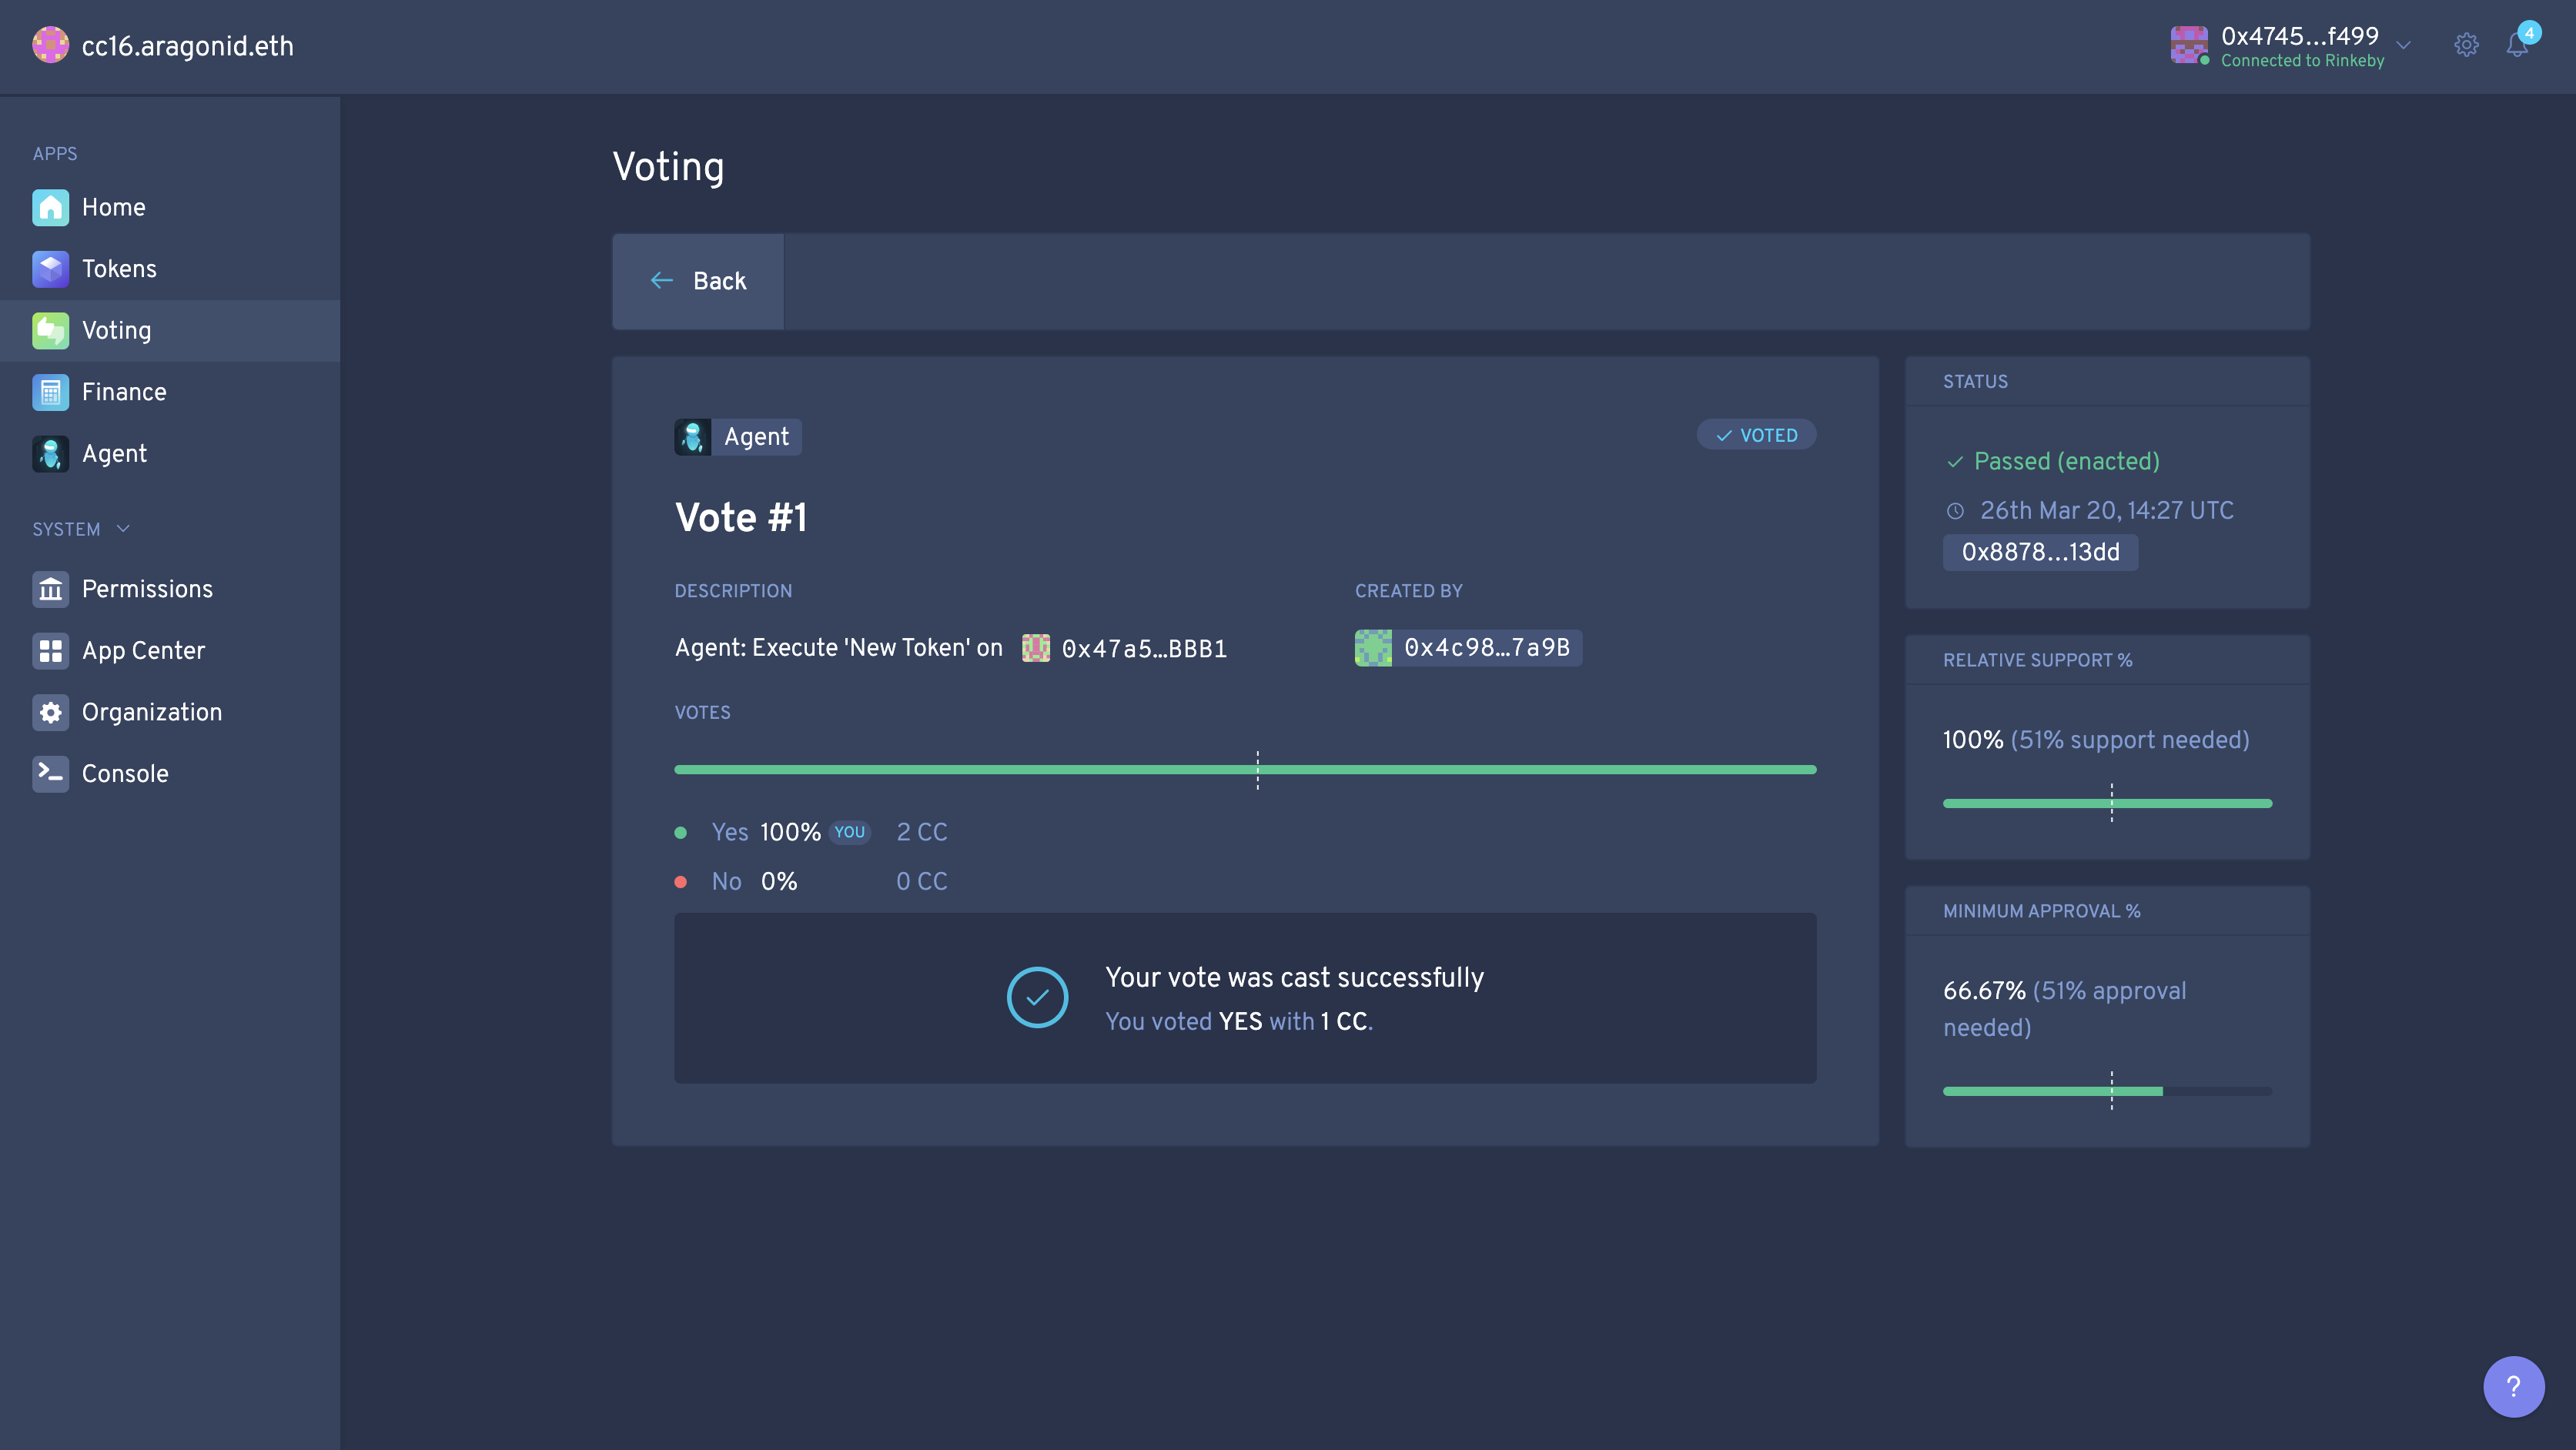 cc16.aragonid.eth
0x4745...f499
Connected to Rinkeby
4
APPS
Home
Tokens
Voting
Finance
Agent
SYSTEM
Permissions
App Center
Organization
Console
Voting
Back
Agent
VOTED
Vote #1
DESCRIPTION
Agent: Execute 'New Token' on 0x47a5…BBB1
CREATED BY
0x4c98…7a9B
VOTES
Yes 100% YOU 2 CC
No 0% 0 CC
Your vote was cast successfully
You voted YES with 1 CC.
STATUS
Passed (enacted)
26th Mar 20, 14:27 UTC
0x8878...13dd
RELATIVE SUPPORT %
100% (51% support needed)
MINIMUM APPROVAL %
66.67% (51% approval
needed)
?